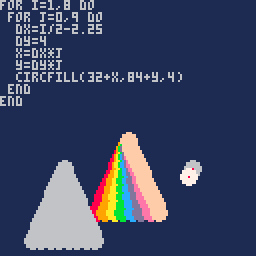 FOR I=1,8 DO
FOR J=0,9 DO
DX=I/2-2.25
DY=4
X=DX*J
Y=DY*J
CIRCFILL(32+X,84+Y,4)
END
END